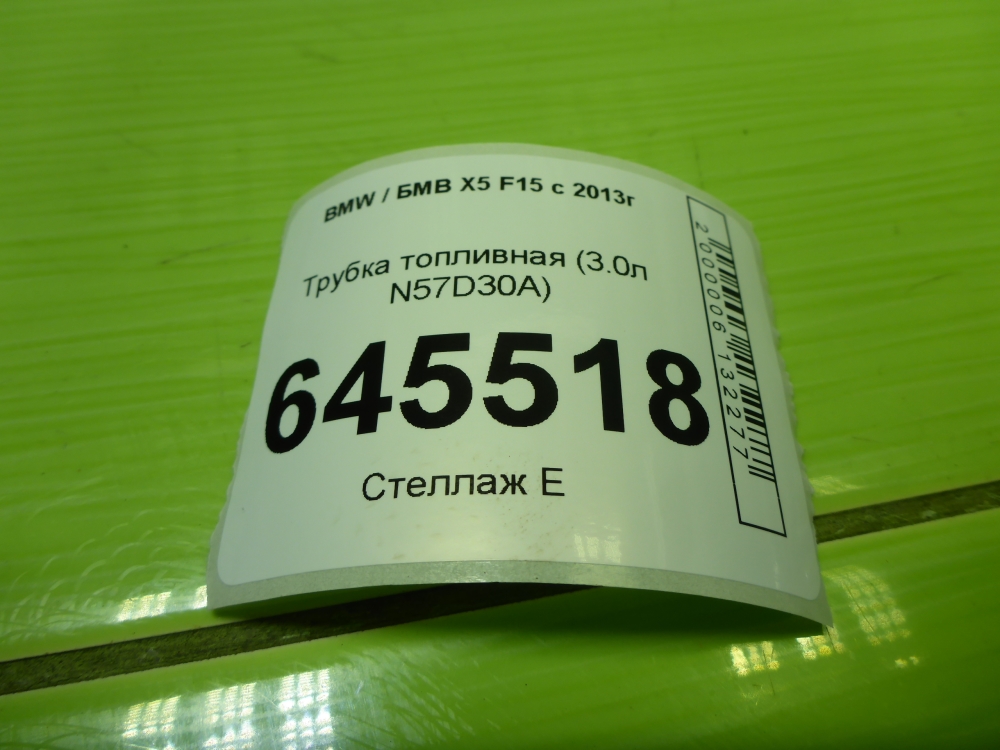 BMW / БМВ X5 F15 с 2013г
Трубка топливная (3.0л
N57D30A)
645518
Стеллаж Е
2000006132277